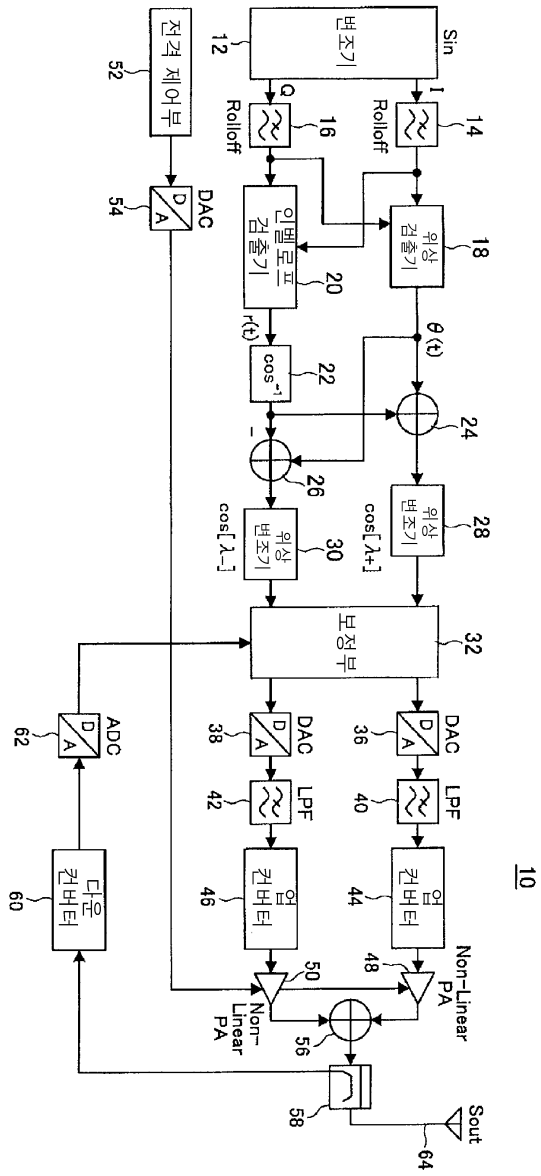 10
Sin
변조기
12
I
Q
14
Rolloff
16
Rolloff
위상
검출기
18
인벨로프
검출기
20
θ(t)
r(t)
cos⁻¹
22
24
−
26
위상
변조기
28
cos[λ+]
위상
변조기
30
cos[λ−]
보정부
32
DAC
D
A
36
DAC
D
A
38
LPF
40
LPF
42
업
컨버터
44
업
컨버터
46
Non-Linear
PA
48
50
Non-
Linear
PA
56
58
Sout
64
전격 제어부
52
DAC
D
A
54
ADC
D
A
62
다운
컨버터
60